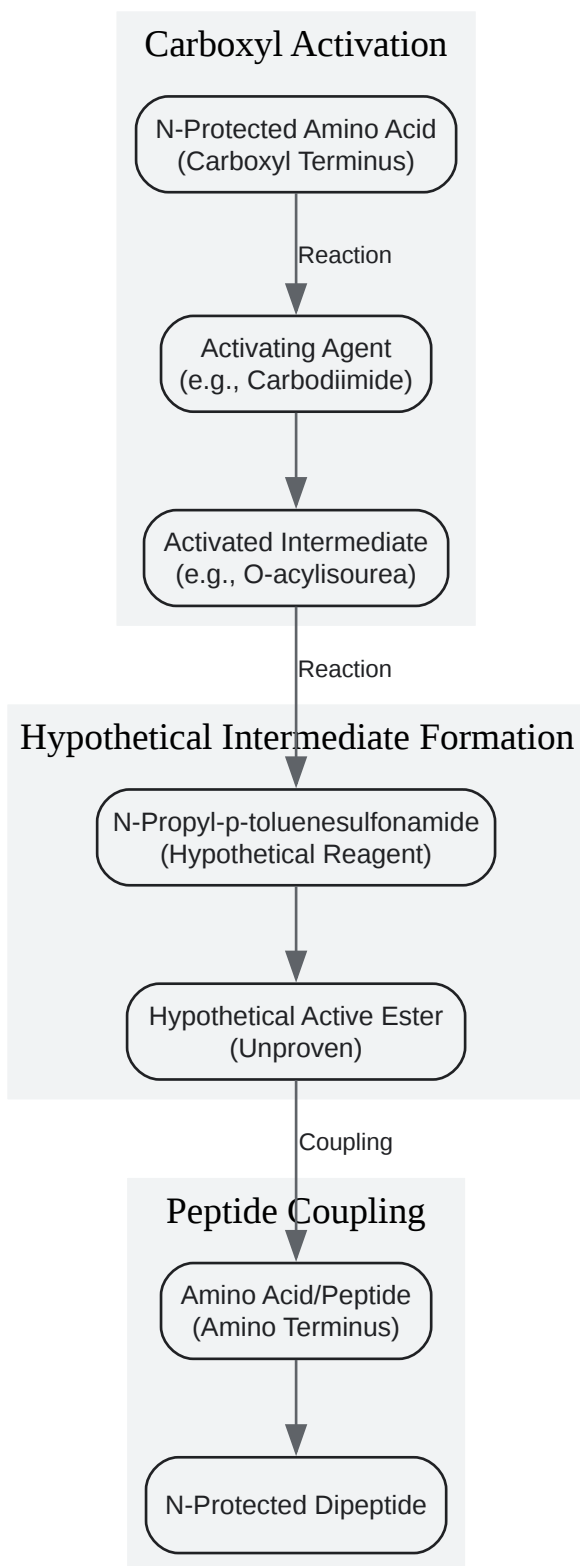 Carboxyl Activation
N-Protected Amino Acid
(Carboxyl Terminus)
Reaction
Activating Agent
(e.g., Carbodiimide)
Activated Intermediate
(e.g., O-acylisourea)
Reaction
Hypothetical Intermediate Formation
N-Propyl-p-toluenesulfonamide
(Hypothetical Reagent)
Hypothetical Active Ester
(Unproven)
Coupling
Peptide Coupling
Amino Acid/Peptide
(Amino Terminus)
N-Protected Dipeptide